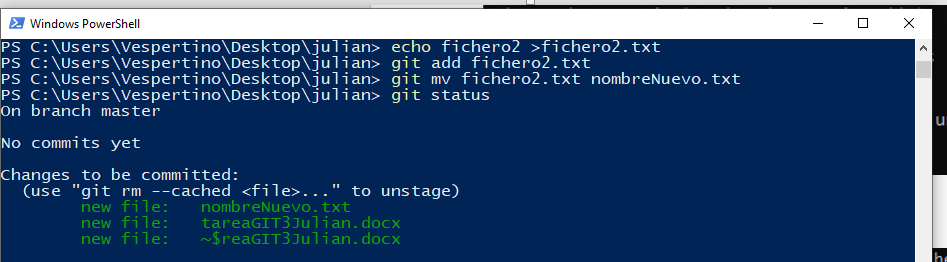 Windows PowerShell
PS C:\Users\Vespertino\Desktop\julian> echo fichero2 >fichero2.txt
PS C:\Users\Vespertino\Desktop\julian> git add fichero2.txt
PS C:\Users\Vespertino\Desktop\julian> git mv fichero2.txt nombreNuevo.txt
PS C:\Users\Vespertino\Desktop\julian> git status
On branch master
No commits yet
Changes to be committed:
(use "git rm --cached <file>..." to unstage)
new file: nombreNuevo.txt
new file: tareaGIT3Julian.docx
new file: ~$reaGIT3Julian.docx